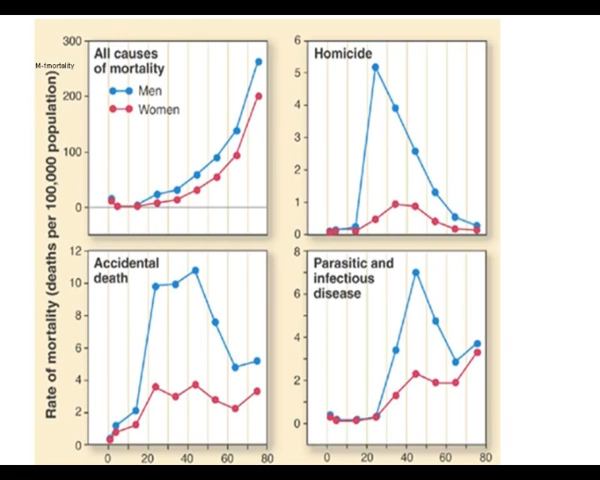 M-fmortality
Rate of mortality (deaths per 100,000 population)
All causes
of mortality
Men
Women
300
200
100
0
Homicide
6
5
4
3
2
1
0
Accidental
death
12
10
8
6
4
2
0
0 20 40 60 80
Parasitic and
infectious
disease
8
6
4
2
0
0 20 40 60 80